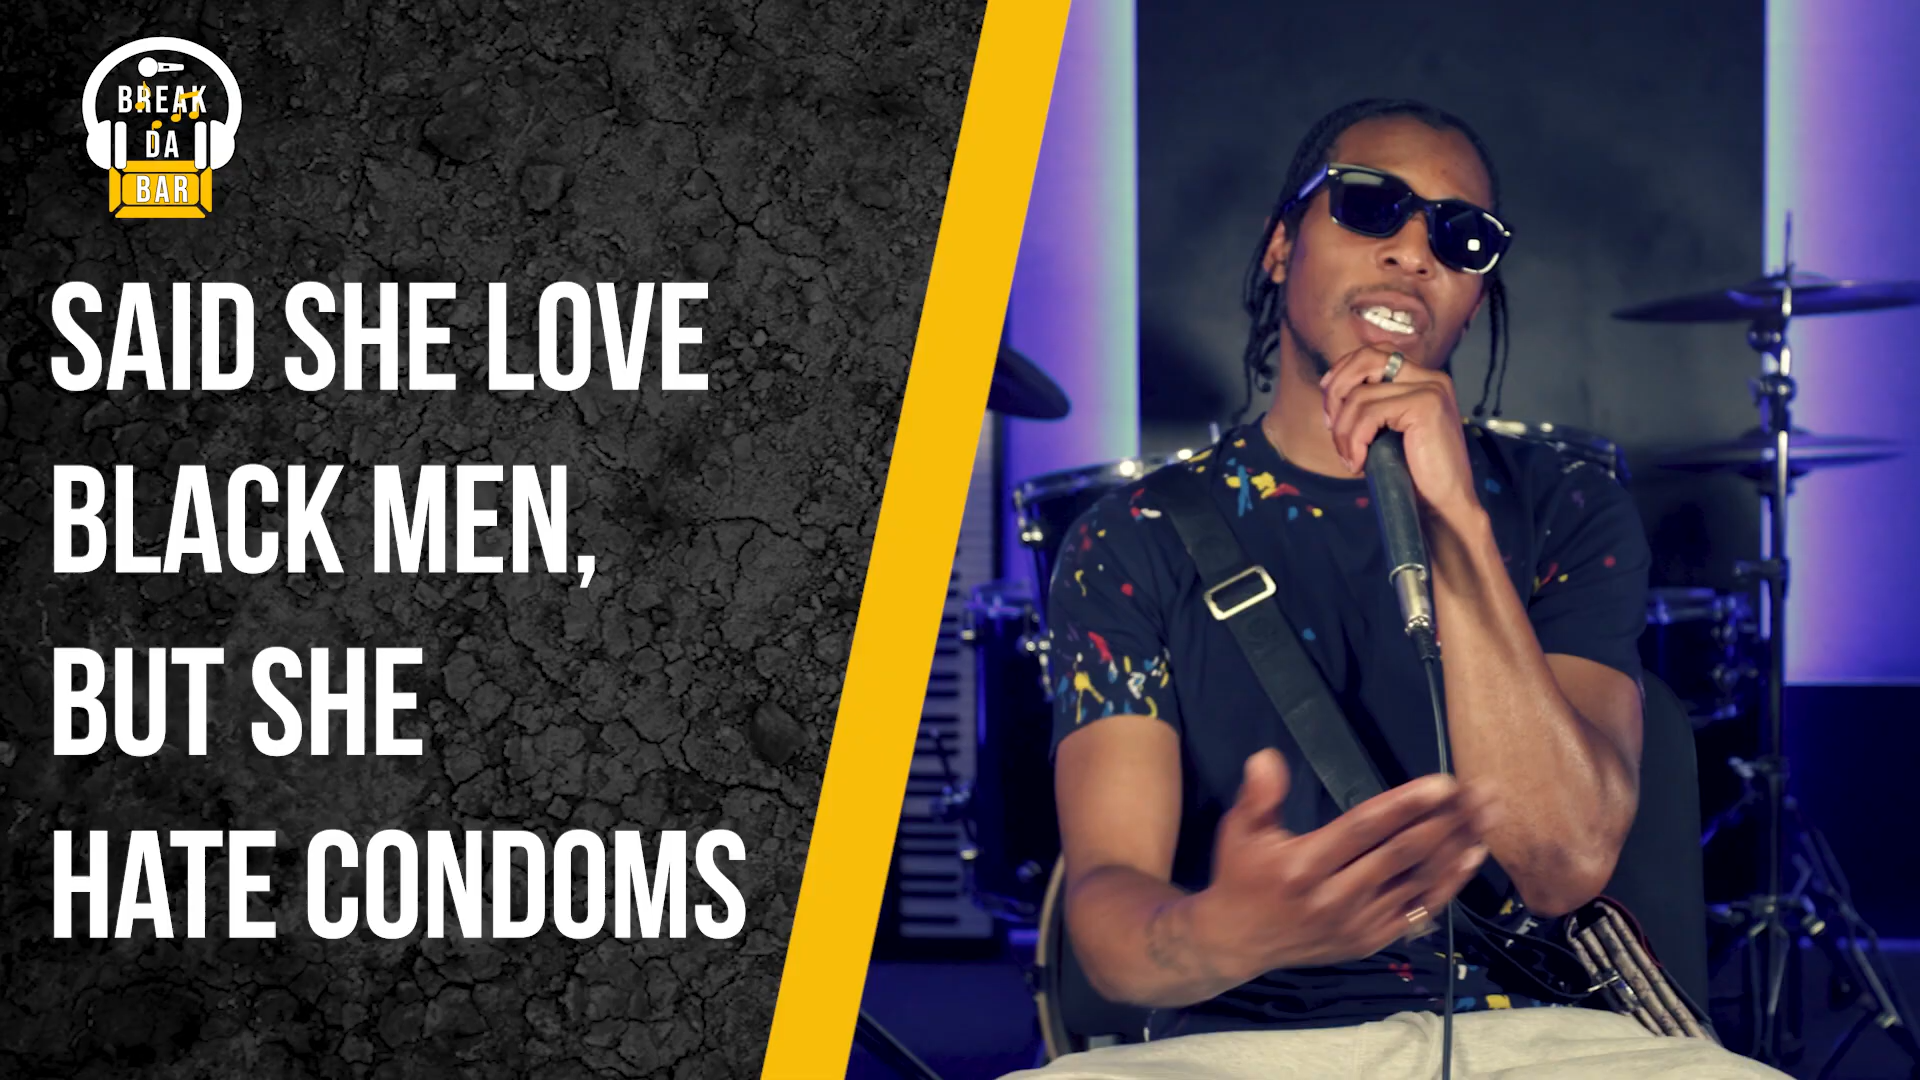 BREAK
DA
BAR
SAID SHE LOVE
BLACK MEN,
BUT SHE
HATE CONDOMS